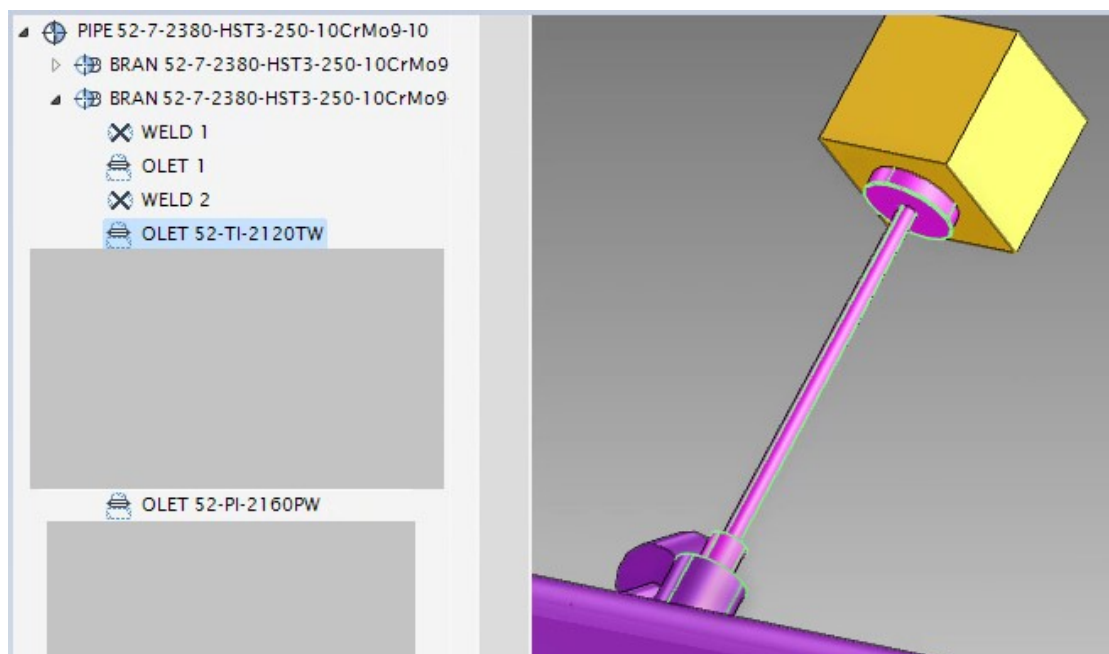 PIPE 52-7-2380-HST3-250-10CrMo9-10
BRAN 52-7-2380-HST3-250-10CrMo9
BRAN 52-7-2380-HST3-250-10CrMo9-
WELD 1
OLET 1
WELD 2
OLET 52-TI-2120TW
OLET 52-PI-2160PW